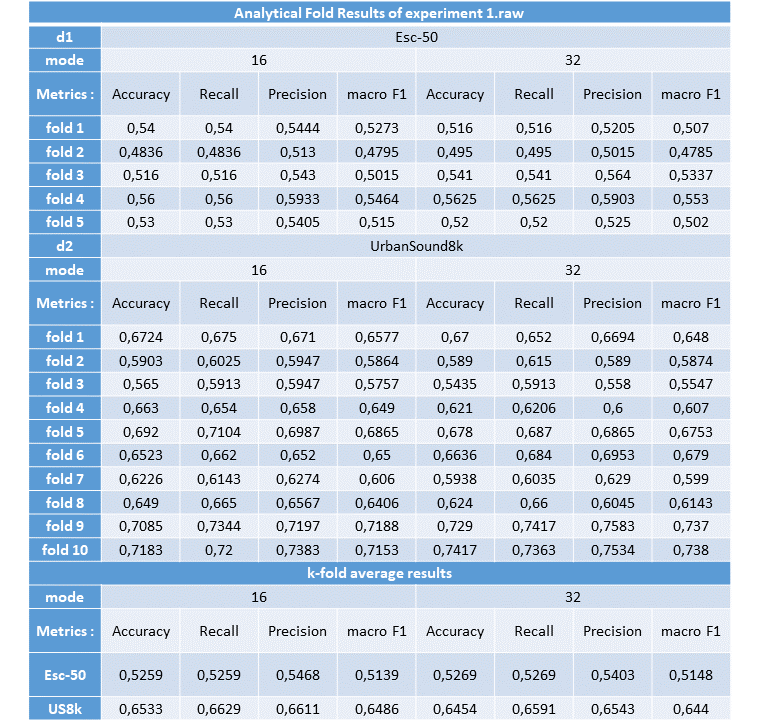 Analytical Fold Results of experiment 1.raw
d1 Esc-50
mode 16 32
Metrics : Accuracy Recall Precision macro F1 Accuracy Recall Precision macro F1
fold 1 0,54 0,54 0,5444 0,5273 0,516 0,516 0,5205 0,507
fold 2 0,4836 0,4836 0,513 0,4795 0,495 0,495 0,5015 0,4785
fold 3 0,516 0,516 0,543 0,5015 0,541 0,541 0,564 0,5337
fold 4 0,56 0,56 0,5933 0,5464 0,5625 0,5625 0,5903 0,553
fold 5 0,53 0,53 0,5405 0,515 0,52 0,52 0,525 0,502
d2 UrbanSound8k
mode 16 32
Metrics : Accuracy Recall Precision macro F1 Accuracy Recall Precision macro F1
fold 1 0,6724 0,675 0,671 0,6577 0,67 0,652 0,6694 0,648
fold 2 0,5903 0,6025 0,5947 0,5864 0,589 0,615 0,589 0,5874
fold 3 0,565 0,5913 0,5947 0,5757 0,5435 0,5913 0,558 0,5547
fold 4 0,663 0,654 0,658 0,649 0,621 0,6206 0,6 0,607
fold 5 0,692 0,7104 0,6987 0,6865 0,678 0,687 0,6865 0,6753
fold 6 0,6523 0,662 0,652 0,65 0,6636 0,684 0,6953 0,679
fold 7 0,6226 0,6143 0,6274 0,606 0,5938 0,6035 0,629 0,599
fold 8 0,649 0,665 0,6567 0,6406 0,624 0,66 0,6045 0,6143
fold 9 0,7085 0,7344 0,7197 0,7188 0,729 0,7417 0,7583 0,737
fold 10 0,7183 0,72 0,7383 0,7153 0,7417 0,7363 0,7534 0,738
k-fold average results
mode 16 32
Metrics : Accuracy Recall Precision macro F1 Accuracy Recall Precision macro F1
Esc-50 0,5259 0,5259 0,5468 0,5139 0,5269 0,5269 0,5403 0,5148
US8k 0,6533 0,6629 0,6611 0,6486 0,6454 0,6591 0,6543 0,644